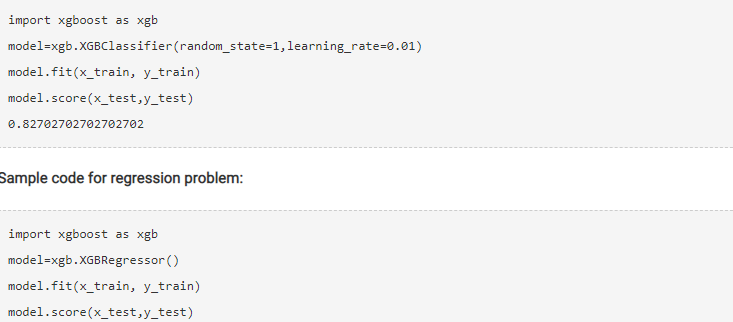 import xgboost as xgb
model=xgb.XGBClassifier(random_state=1,learning_rate=0.01)
model.fit(x_train, y_train)
model.score(x_test,y_test)
0.82702702702702702
Sample code for regression problem:
import xgboost as xgb
model=xgb.XGBRegressor()
model.fit(x_train, y_train)
model.score(x_test,y_test)